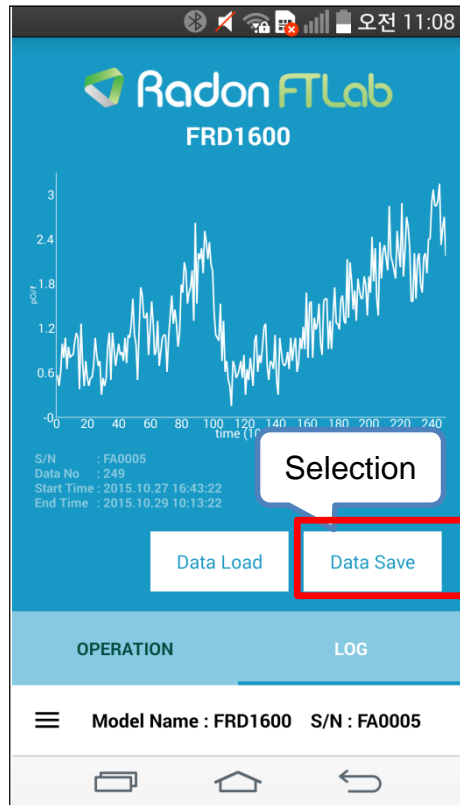 오전 11:08
Radon FTLab
FRD1600
pCi/ℓ
3
2.4
1.8
1.2
0.6
-0
0 20 40 60 80 100 120 140 160 180 200 220 240
time (10
S/N : FA0005
Data No : 249
Start Time : 2015.10.27 16:43:22
End Time : 2015.10.29 10:13:22
Selection
Data Load Data Save
OPERATION LOG
Model Name : FRD1600 S/N : FA0005